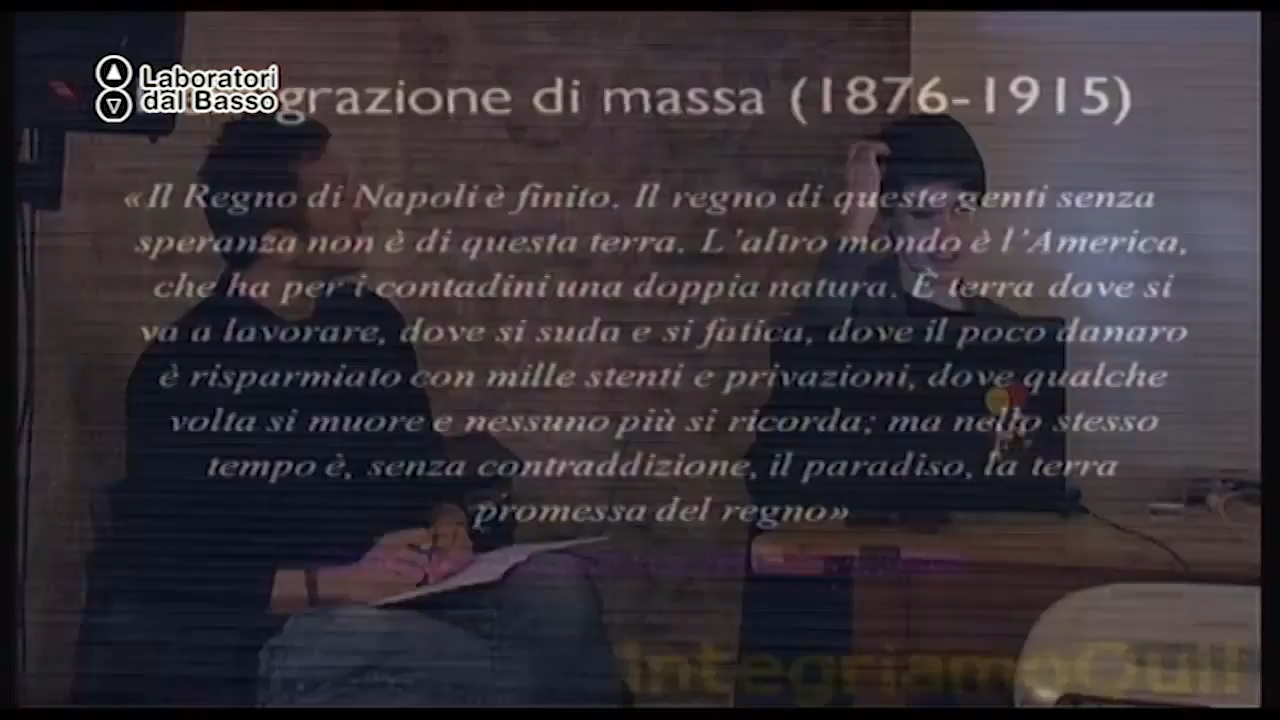 Laboratori
dal Basso
grazione di massa (1876-1915)
«Il Regno di Napoli è finito. Il regno di queste genti senza
speranza non è di questa terra. L'altro mondo è l'America,
che ha per i contadini una doppia natura. È terra dove si
va a lavorare, dove si suda e si fatica, dove il poco danaro
è risparmiato con mille stenti e privazioni, dove qualche
volta si muore e nessuno più si ricorda; ma nello stesso
tempo è, senza contraddizione, il paradiso, la terra
promessa del regno»
IntegriamoQui!!